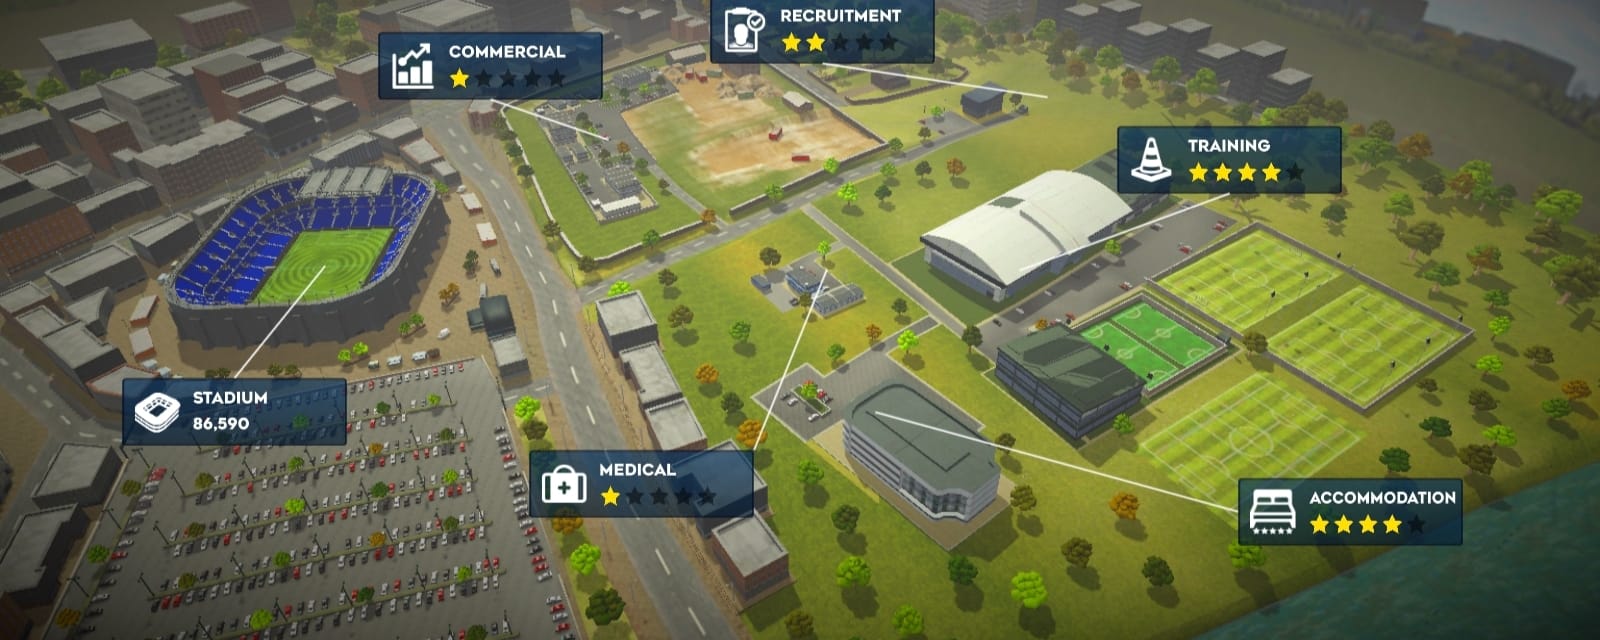 RECRUITMENT
COMMERCIAL
TRAINING
STADIUM
86,590
MEDICAL
ACCOMMODATION